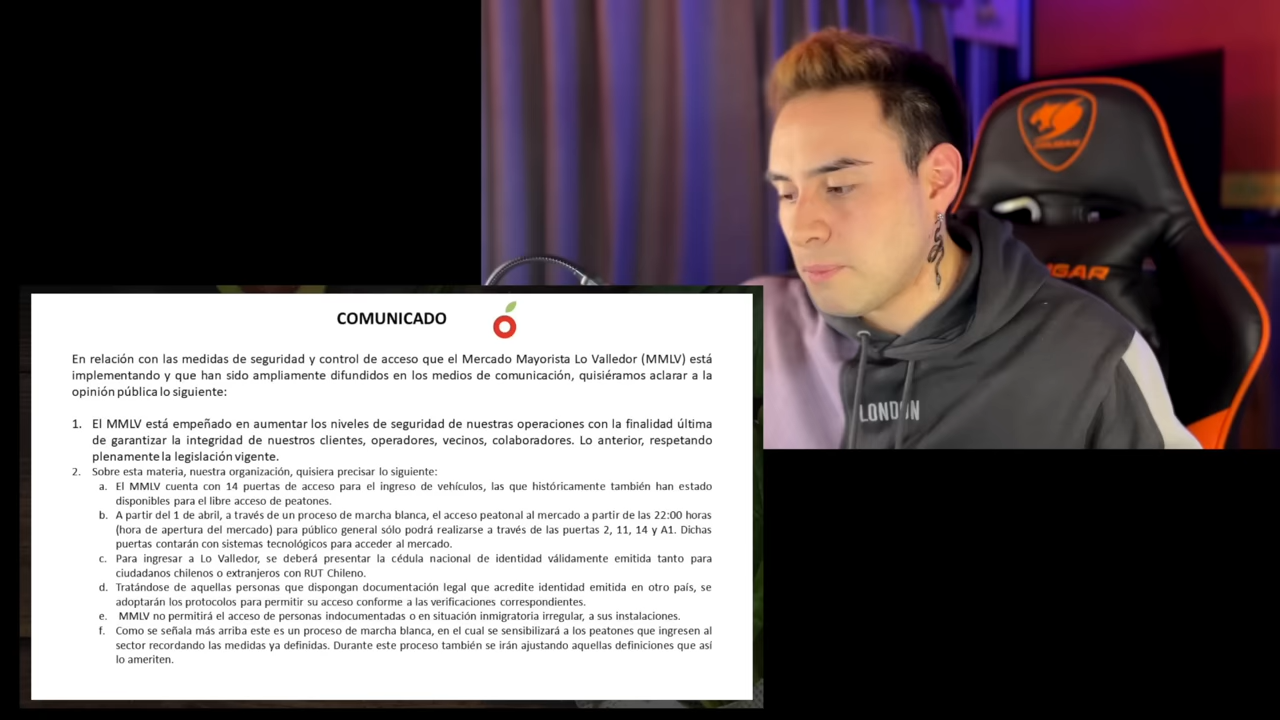 COMUNICADO
En relación con las medidas de seguridad y control de acceso que el Mercado Mayorista Lo Valledor (MMLV) está
implementando y que han sido ampliamente difundidos en los medios de comunicación, quisiéramos aclarar a la
opinión pública lo siguiente:
1. El MMLV está empeñado en aumentar los niveles de seguridad de nuestras operaciones con la finalidad última
de garantizar la integridad de nuestros clientes, operadores, vecinos, colaboradores. Lo anterior, respetando
plenamente la legislación vigente.
2. Sobre esta materia, nuestra organización, quisiera precisar lo siguiente:
a. El MMLV cuenta con 14 puertas de acceso para el ingreso de vehículos, las que históricamente también han estado
disponibles para el libre acceso de peatones.
b. A partir del 1 de abril, a través de un proceso de marcha blanca, el acceso peatonal al mercado a partir de las 22:00 horas
(hora de apertura del mercado) para público general sólo podrá realizarse a través de las puertas 2, 11, 14 y A1. Dichas
puertas contarán con sistemas tecnológicos para acceder al mercado.
c. Para ingresar a Lo Valledor, se deberá presentar la cédula nacional de identidad válidamente emitida tanto para
ciudadanos chilenos o extranjeros con RUT Chileno.
d. Tratándose de aquellas personas que dispongan documentación legal que acredite identidad emitida en otro país, se
adoptarán los protocolos para permitir su acceso conforme a las verificaciones correspondientes.
e. MMLV no permitirá el acceso de personas indocumentadas o en situación inmigratoria irregular, a sus instalaciones.
f. Como se señala más arriba este es un proceso de marcha blanca, en el cual se sensibilizará a los peatones que ingresen al
sector recordando las medidas ya definidas. Durante este proceso también se irán ajustando aquellas definiciones que así
lo ameriten.
COUGAR
UGAR
LONDON